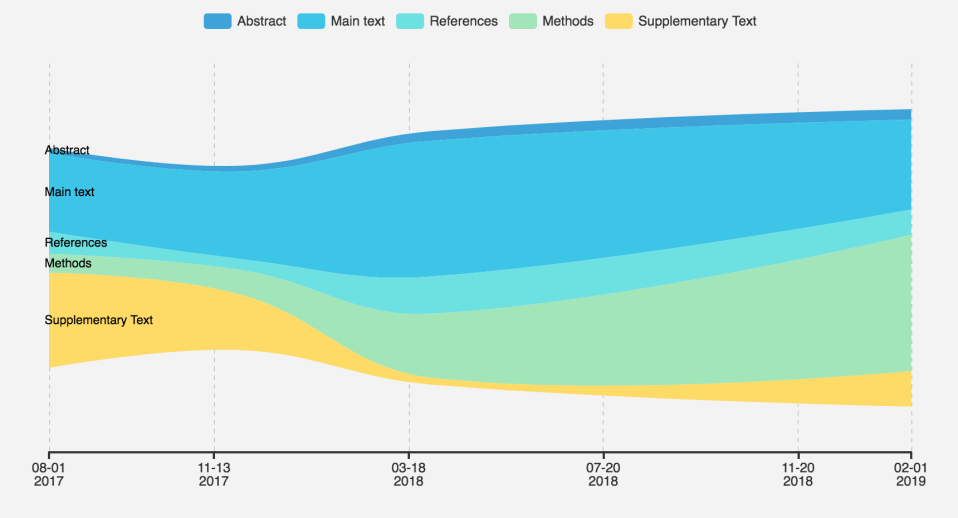 Abstract Main text References Methods Supplementary Text
Abstract
Main text
References
Methods
Supplementary Text
08-01 11-13 03-18 07-20 11-20 02-01
2017 2017 2018 2018 2018 2019